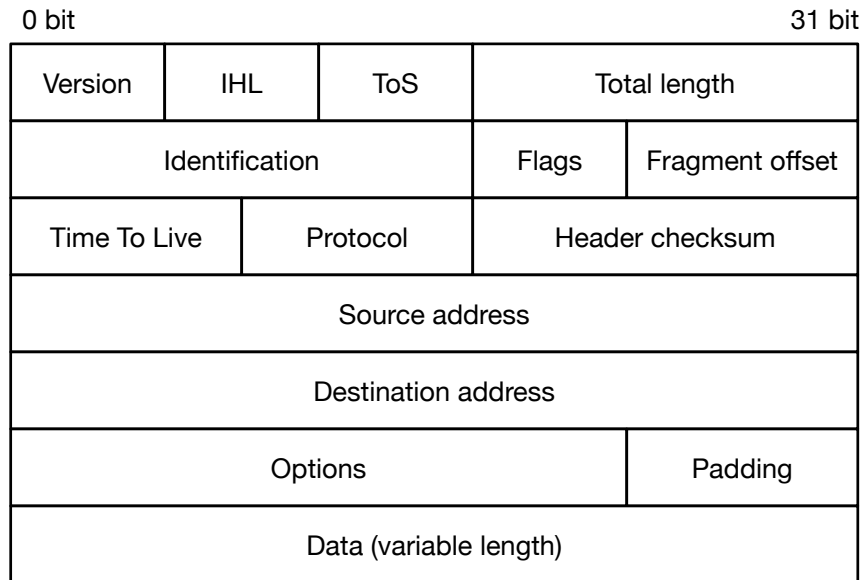 0 bit 31 bit
Version IHL ToS Total length
Identification Flags Fragment offset
Time To Live Protocol Header checksum
Source address
Destination address
Options Padding
Data (variable length)